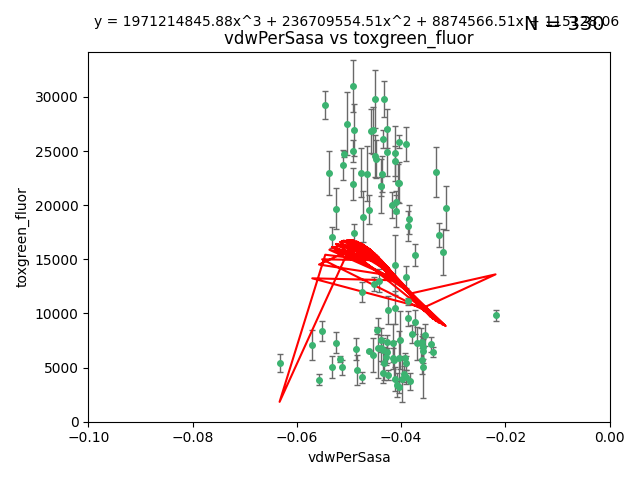 y = 1971214845.88x^3 + 236709554.51x^2 + 8874566.51x
N = 330
vdwPerSasa vs toxgreen_fluor
toxgreen_fluor
30000
25000
20000
15000
10000
5000
0
−0.10
−0.08
−0.06
−0.04
−0.02
0.00
vdwPerSasa